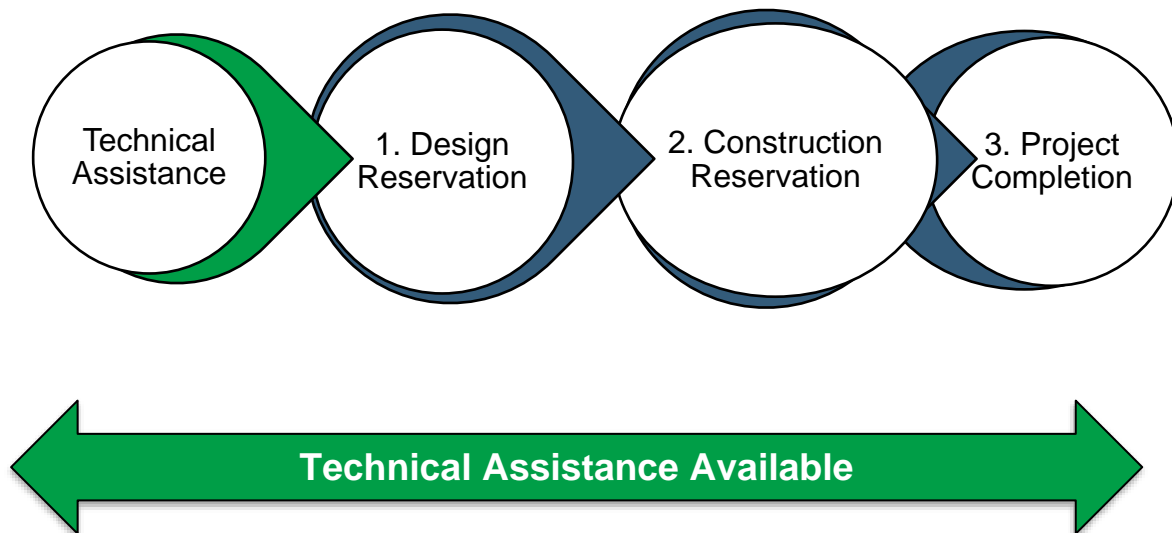 Technical
Assistance
1. Design
Reservation
2. Construction
Reservation
3. Project
Completion
Technical Assistance Available